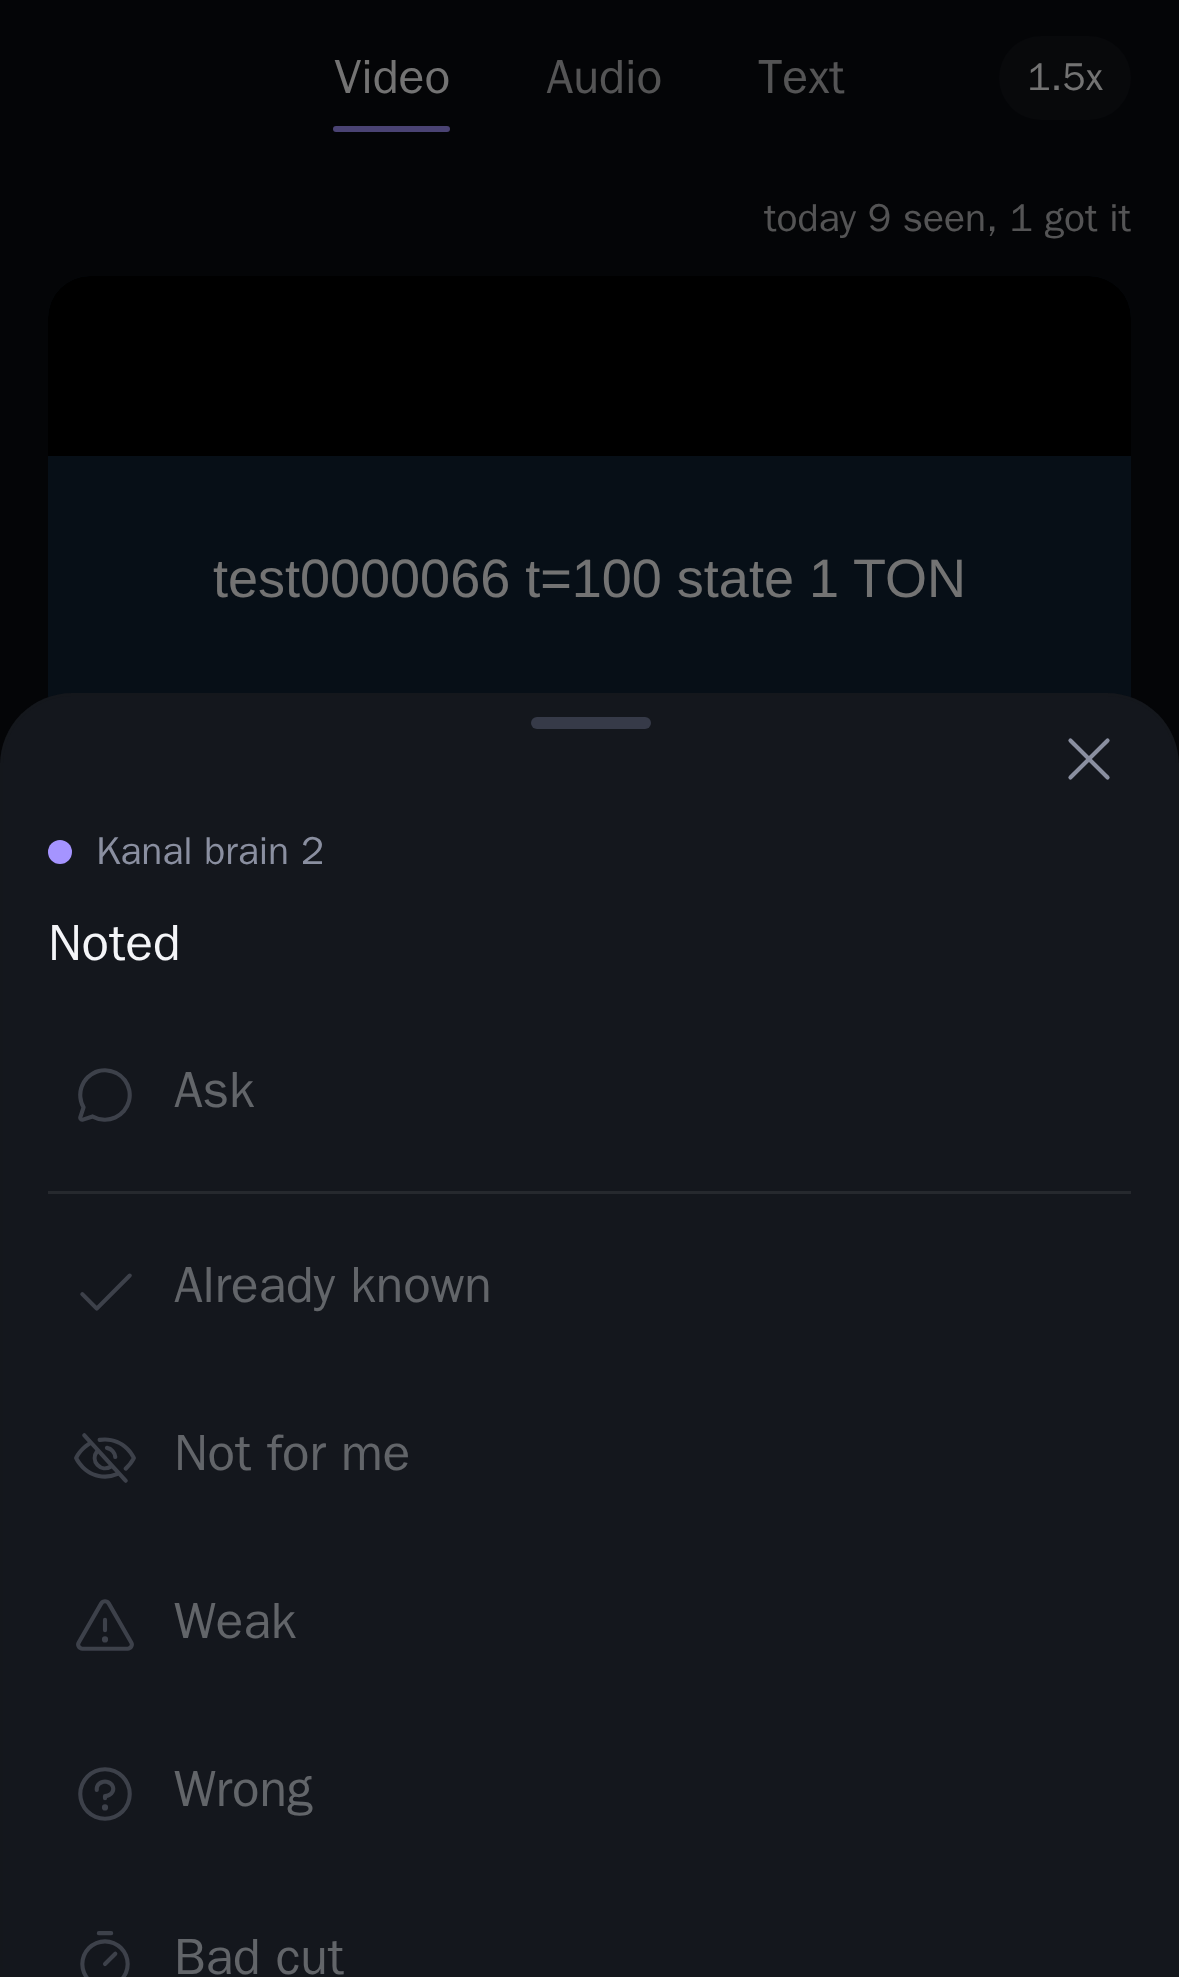 Video Audio Text 1.5x
today 9 seen, 1 got it
test0000066 t=100 state 1 TON
Kanal brain 2
Noted
Ask
Already known
Not for me
Weak
Wrong
Bad cut